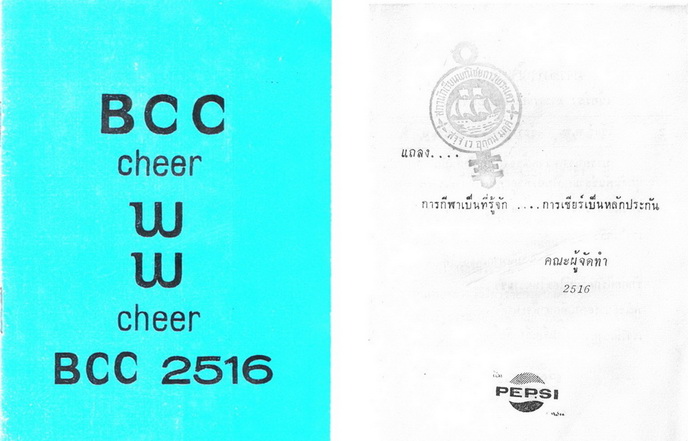 BCC
cheer
พ
พ
cheer
BCC 2516
แถลง....
การกีฬาเป็นที่รู้จัก ....การเชียร์เป็นหลักประกัน
คณะผู้จัดทำ
2516
PEPSI